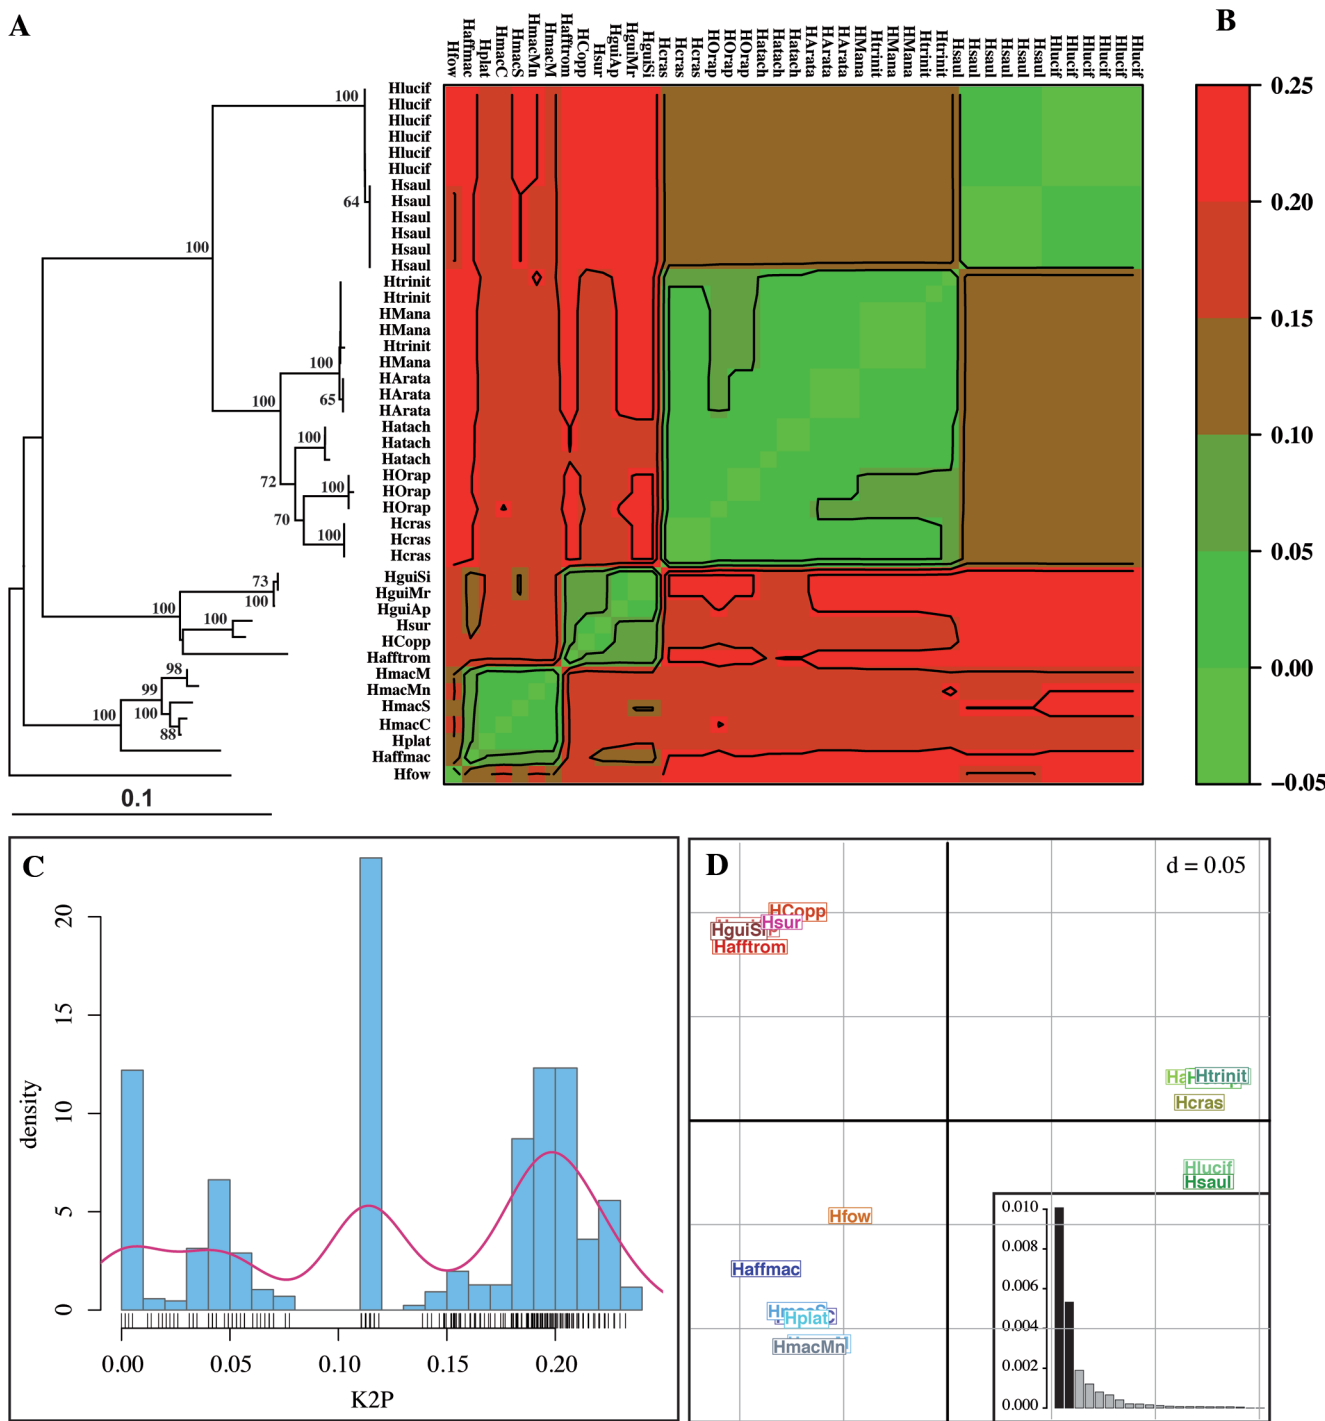 A
B
Hfow
Haffmac
Hplat
HmacC
HmacS
HmacMn
HmacM
Hafftrom
HCopp
Hsur
HguiAp
HguiMr
HguiSi
Hcras
Hcras
Hcras
HOrap
HOrap
HOrap
Hatach
Hatach
Hatach
HArata
HArata
HArata
HMana
Htrinit
HMana
HMana
Htrinit
Htrinit
Hsaul
Hsaul
Hsaul
Hsaul
Hsaul
Hsaul
Hlucif
Hlucif
Hlucif
Hlucif
Hlucif
Hlucif
Hlucif
Hlucif
Hlucif
Hlucif
Hlucif
Hlucif
Hsaul
Hsaul
Hsaul
Hsaul
Hsaul
Hsaul
Htrinit
Htrinit
HMana
HMana
Htrinit
HMana
HArata
HArata
HArata
Hatach
Hatach
Hatach
HOrap
HOrap
HOrap
Hcras
Hcras
Hcras
HguiSi
HguiMr
HguiAp
Hsur
HCopp
Hafftrom
HmacM
HmacMn
HmacS
HmacC
Hplat
Haffmac
Hfow
100
64
100
100
100
65
100
72
100
70
100
73
100
100
100
98
99
100
100
88
0.1
0.25
0.20
0.15
0.10
0.05
0.00
−0.05
C
density
20
15
10
5
0
0.00 0.05 0.10 0.15 0.20
K2P
D
d = 0.05
HCopp
Hsur
HguiSi
Hafftrom
Htrinit
Hcras
Hlucif
Hsaul
Hfow
Haffmac
Hplat
HmacMn
0.010
0.008
0.006
0.004
0.002
0.000